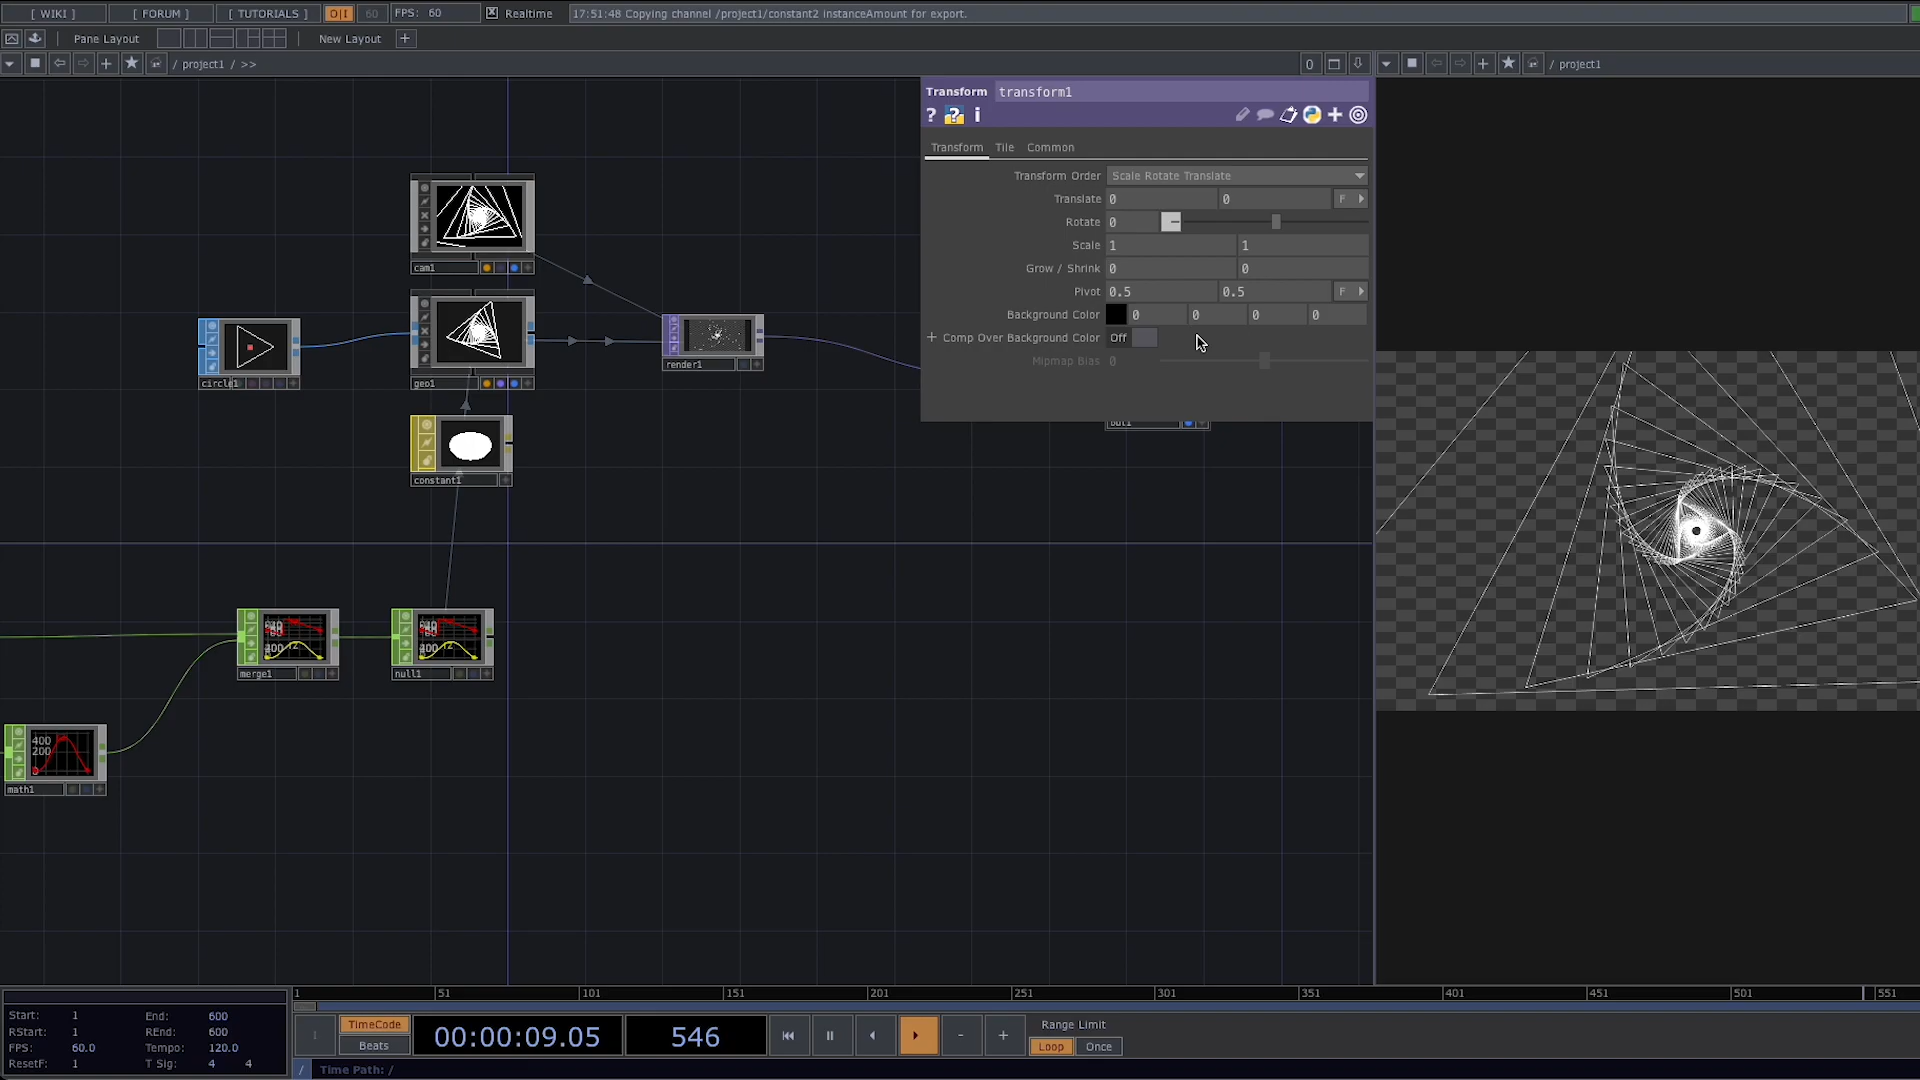 [ WIKI ] [ FORUM ] [ TUTORIALS ] O|I 60 FPS: 60 Realtime 17:51:48 Copying channel /project1/constant2 instanceAmount for export.
Pane Layout New Layout +
/ project1 / >> 0 / project1
Transform transform1
? ? i
Transform Tile Common
Transform Order Scale Rotate Translate
Translate 0 0 F
Rotate 0
Scale 1 1
Grow / Shrink 0 0
Pivot 0.5 0.5 F
Background Color 0 0 0 0
+ Comp Over Background Color Off
Mipmap Bias 0
cam1
circle1
geo1
render1
out1
constant1
merge1
null1
400
200
0
math1
1 51 101 151 201 251 301 351 401 451 501 551
Start: 1 End: 600
RStart: 1 REnd: 600
FPS: 60.0 Tempo: 120.0
ResetF: 1 T Sig: 4 4
TimeCode
Beats
00:00:09.05
546
- +
Range Limit
Loop Once
/ Time Path: /